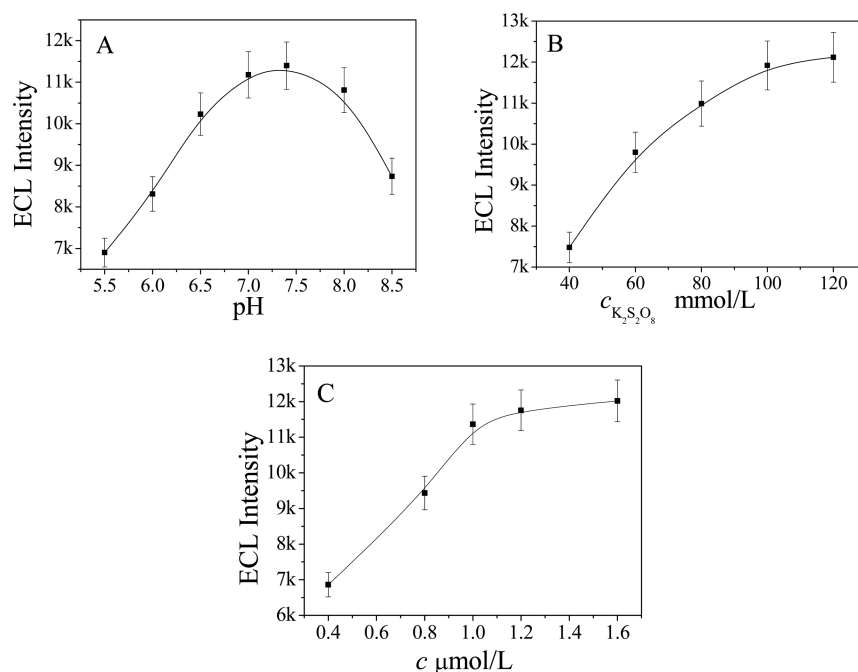 A
12k
11k
10k
9k
8k
7k
ECL Intensity
5.5 6.0 6.5 7.0 7.5 8.0 8.5
pH
B
13k
12k
11k
10k
9k
8k
7k
ECL Intensity
40 60 80 100 120
c K₂S₂O₈ mmol/L
C
13k
12k
11k
10k
9k
8k
7k
6k
ECL Intensity
0.4 0.6 0.8 1.0 1.2 1.4 1.6
c μmol/L